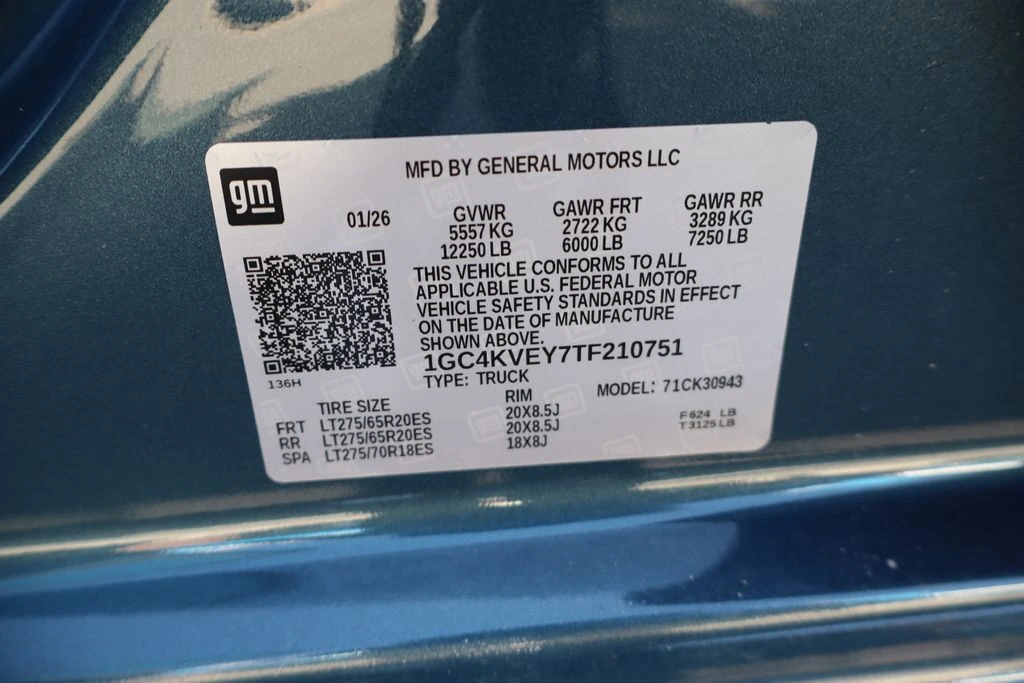 MFD BY GENERAL MOTORS LLC
gm
01/26
GVWR
5557 KG
12250 LB
GAWR FRT
2722 KG
6000 LB
GAWR RR
3289 KG
7250 LB
THIS VEHICLE CONFORMS TO ALL
APPLICABLE U.S. FEDERAL MOTOR
VEHICLE SAFETY STANDARDS IN EFFECT
ON THE DATE OF MANUFACTURE
SHOWN ABOVE.
1GC4KVEY7TF210751
136H
TYPE: TRUCK
MODEL: 71CK30943
TIRE SIZE RIM
FRT LT275/65R20ES 20X8.5J
RR LT275/65R20ES 20X8.5J
SPA LT275/70R18ES 18X8J
F 624 LB
T 3125 LB